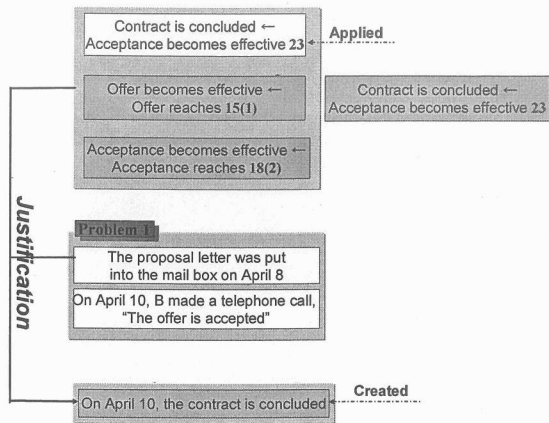 Contract is concluded ←
Acceptance becomes effective 23
Applied
Offer becomes effective ←
Offer reaches 15(1)
Contract is concluded ←
Acceptance becomes effective 23
Acceptance becomes effective ←
Acceptance reaches 18(2)
Justification
Problem 1
The proposal letter was put
into the mail box on April 8
On April 10, B made a telephone call,
“The offer is accepted”
Created
On April 10, the contract is concluded